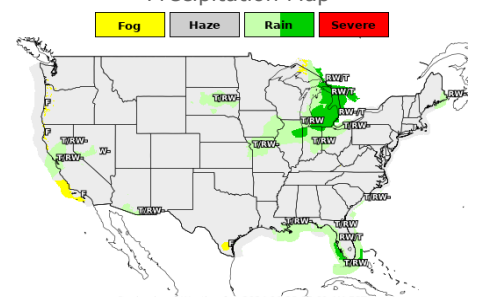 Precipitation Map
Fog Haze Rain Severe
RW/T
T/RW-
RW/T
RW-
F
RW-/T
T/RW
T/RW-
F
T/RW-
T/RW
T/RW-
W-
T/RW-
F
T/RW-
T/RW-
T/RW-
T/RW
RW/T
F
T/RW